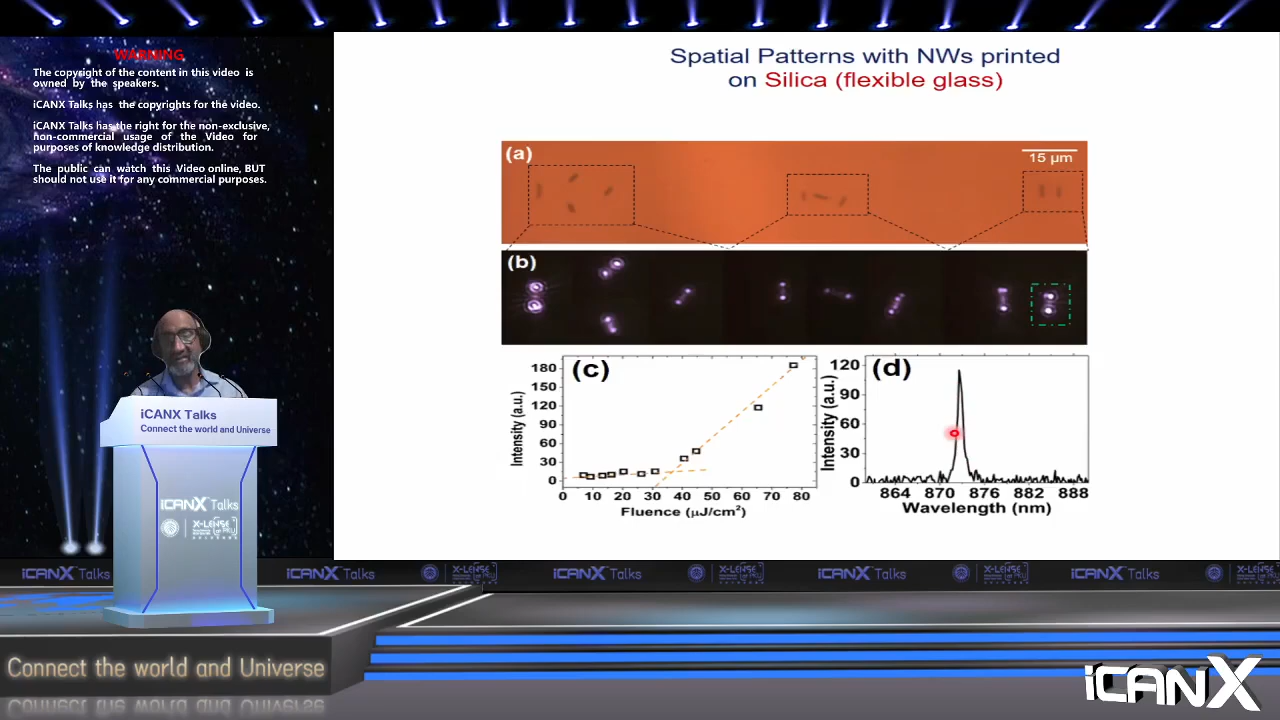 WARNING
The copyright of the content in this video is
owned by the speakers.
iCANX Talks has the copyrights for the video.
iCANX Talks has the right for the non-exclusive,
non-commercial usage of the Video for
purposes of knowledge distribution.
The public can watch this Video online, BUT
should not use it for any commercial purposes.
Spatial Patterns with NWs printed
on Silica (flexible glass)
(a)
15 μm
(b)
(c)
180
150
120
90
60
30
0
Intensity (a.u.)
0 10 20 30 40 50 60 70 80
Fluence (μJ/cm²)
(d)
120
90
60
30
0
Intensity (a.u.)
864 870 876 882 888
Wavelength (nm)
iCANX Talks
Connect the world and Universe
iCANX Talks
X-LENSE
iCANX Talks
X-LENSE
iCANX Talks
X-LENSE
iCANX Talks
X-LENSE
iCANX Talks
X-LENSE
Connect the world and Universe
iCANX